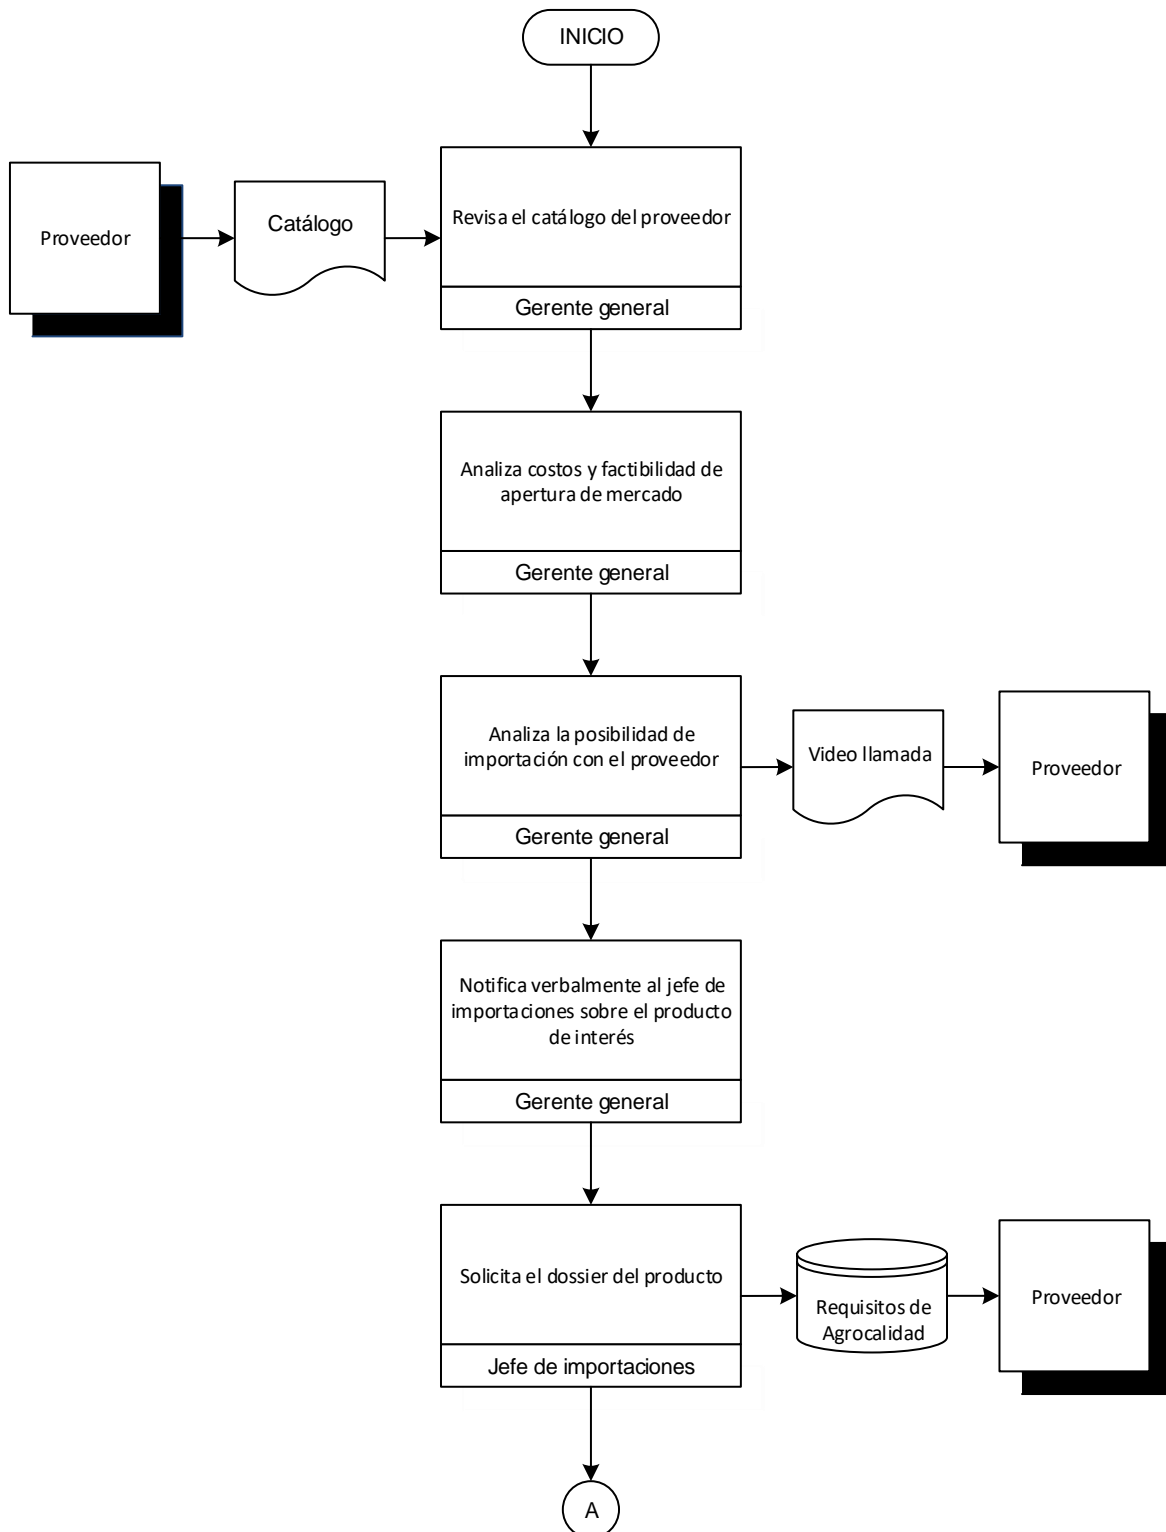 INICIO
Proveedor
Catálogo
Revisa el catálogo del proveedor
Gerente general
Analiza costos y factibilidad de
apertura de mercado
Gerente general
Analiza la posibilidad de
importación con el proveedor
Gerente general
Video llamada
Proveedor
Notifica verbalmente al jefe de
importaciones sobre el producto
de interés
Gerente general
Solicita el dossier del producto
Jefe de importaciones
Requisitos de
Agrocalidad
Proveedor
A